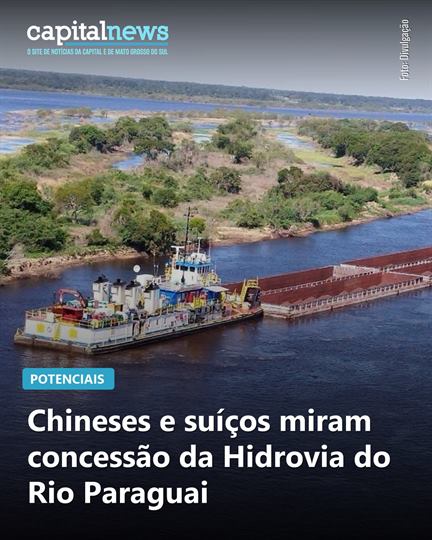 capitalnews
O SITE DE NOTÍCIAS DA CAPITAL E DE MATO GROSSO DO SUL
Foto: Divulgação
POTENCIAIS
Chineses e suíços miram
concessão da Hidrovia do
Rio Paraguai